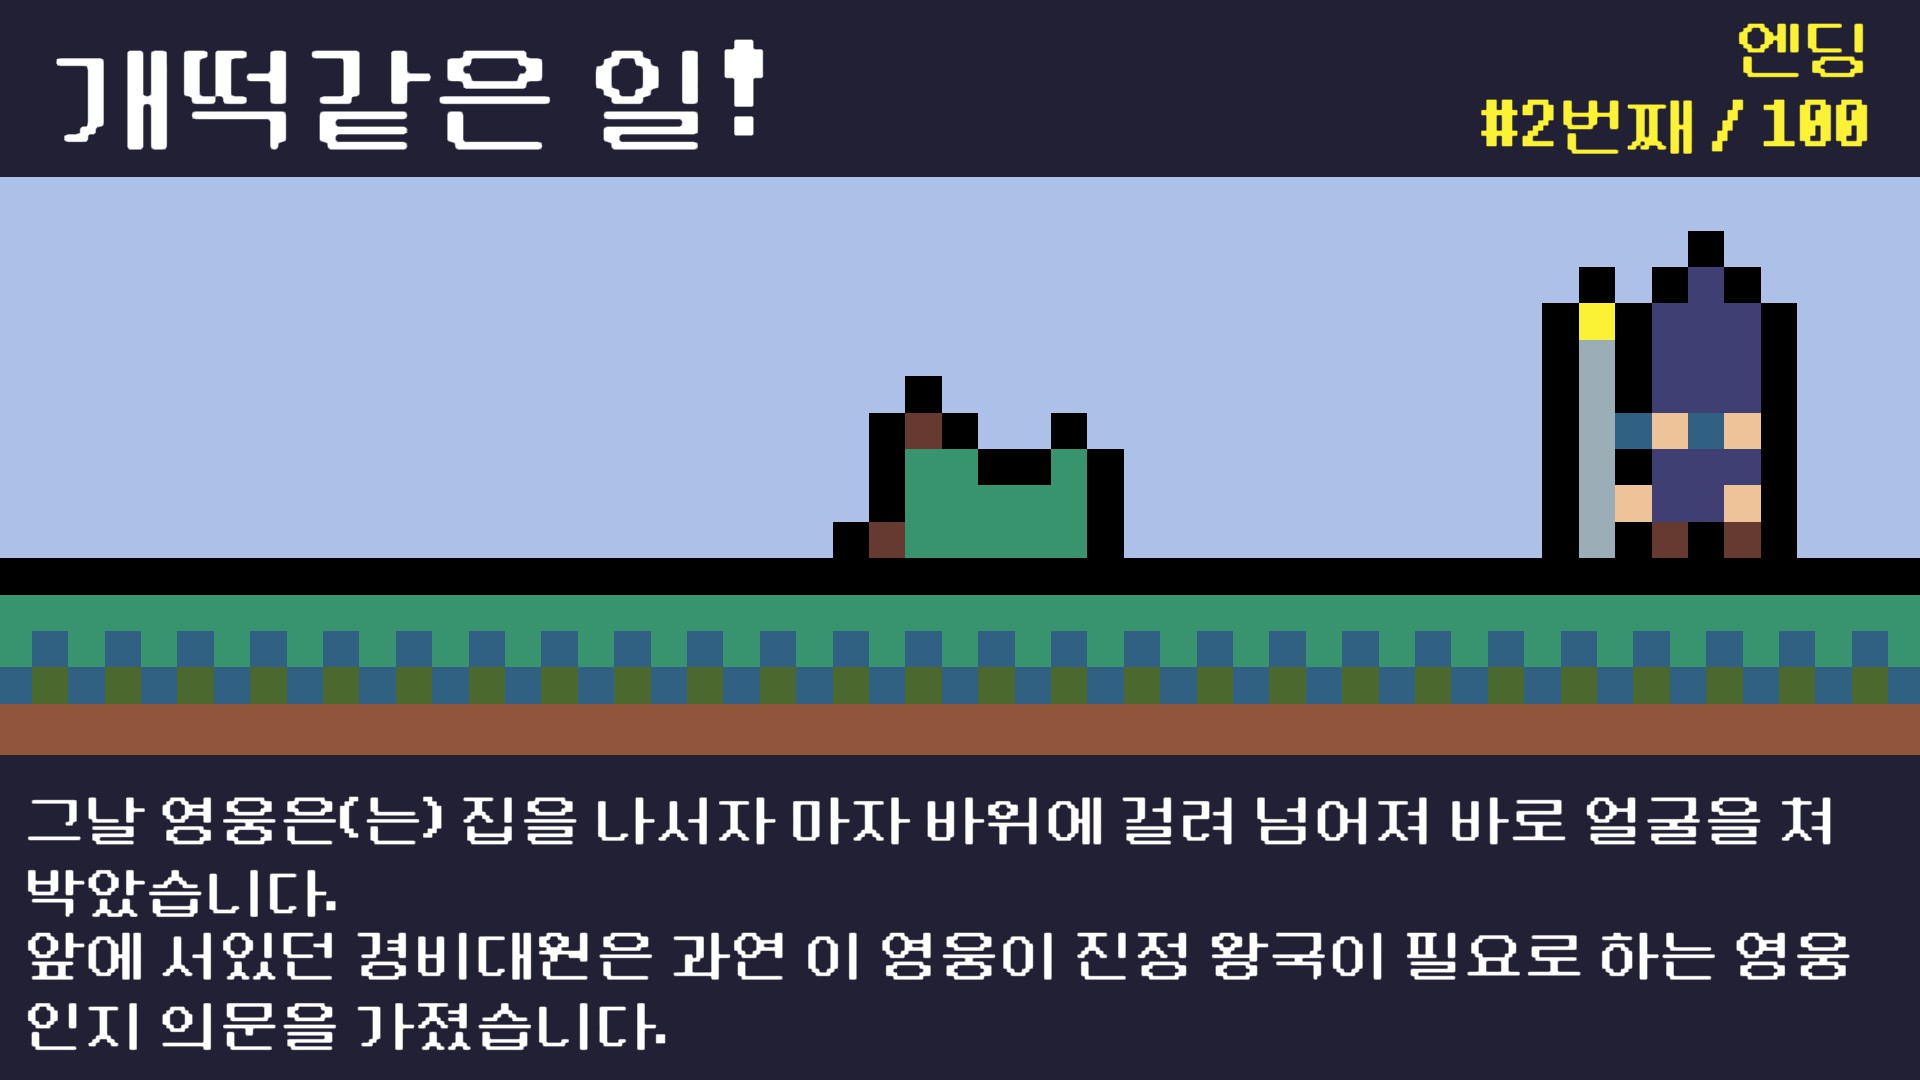 개떡같은 일!
엔딩
#2번째/100
그날 영웅은(는) 집을 나서자 마자 바위에 걸려 넘어져 바로 얼굴을 쳐
박았습니다.
앞에 서있던 경비대원은 과연 이 영웅이 진정 왕국이 필요로 하는 영웅
인지 의문을 가졌습니다.